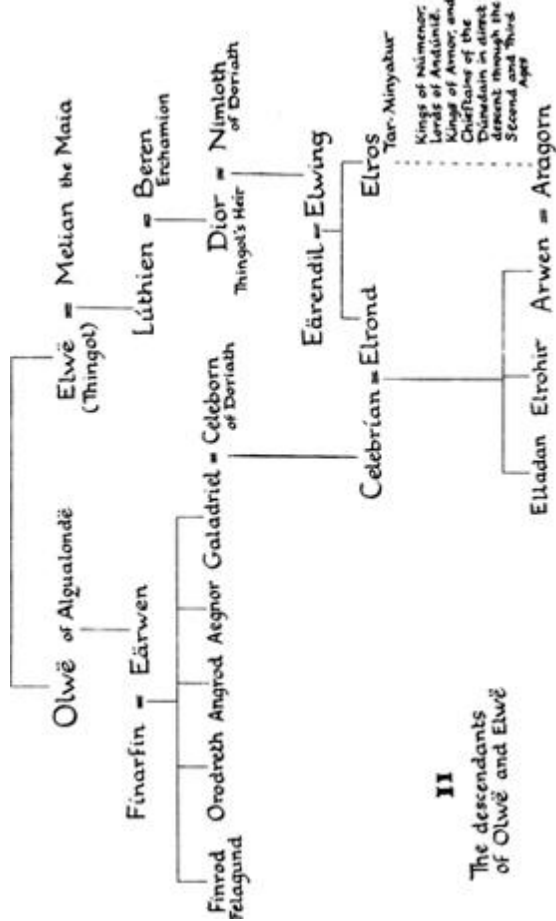 Olwë of Alqualondë
Elwë = Melian the Maia
(Thingol)
Finarfin = Eärwen
Lúthien = Beren
Erchamion
Finrod Orodreth Angrod Aegnor Galadriel = Celeborn
Felagund
of Doriath
Dior = Nimloth
Thingol's Heir
of Doriath
Eärendil = Elwing
Celebrían = Elrond
Elros
Tar-Minyatur
Kings of Númenor;
Lords of Andúnië;
Kings of Arnor, and
Chieftains of the
Dúnedain in direct
descent through the
Second and Third
Ages
Elladan Elrohir Arwen = Aragorn
II
The descendants
of Olwë and Elwë